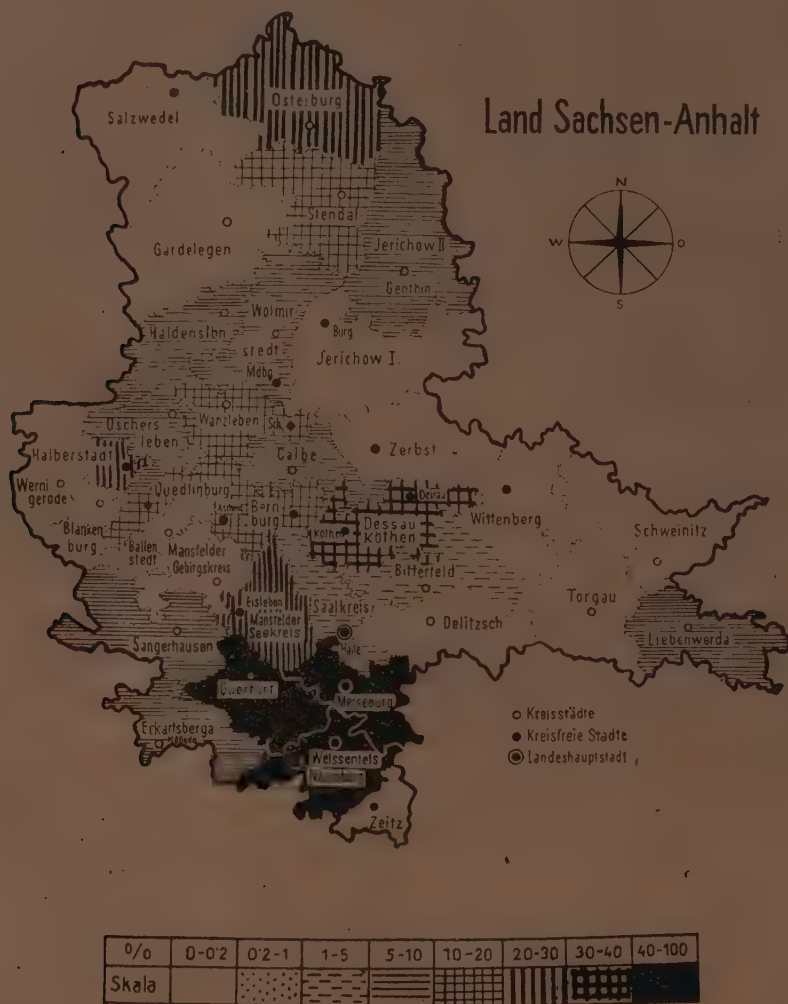 Land Sachsen-Anhalt
N
W
O
S
Salzwedel
Osterburg
Stendal
Gardelegen
Jerichow II
Genthin
Wolmir
stedt
Haldenslbn
Burg
Jerichow I.
Mdbg
Oschers
leben
Wanzleben
Sch.
Calbe
Zerbst
Halberstadt
Werni
gerode
Quedlinburg
Bern
burg
Köthen
Dessau
Dessau
Köthen
Wittenberg
Schweinitz
Blanken
burg
Ballen
stedt
Mansfelder
Gebirgskreis
Bitterfeld
Eisleben
Mansfelder
Seekreis
Saalkreis
Halle
Delitzsch
Torgau
Liebenwerda
Sangerhausen
Querfurt
Merseburg
Eckartsberga
Kölleda
Weissenfels
Naumburg
Zeitz
Kreisstädte
Kreisfreie Städte
Landeshauptstadt
% 0-0'2 0'2-1 1-5 5-10 10-20 20-30 30-40 40-100
Skala